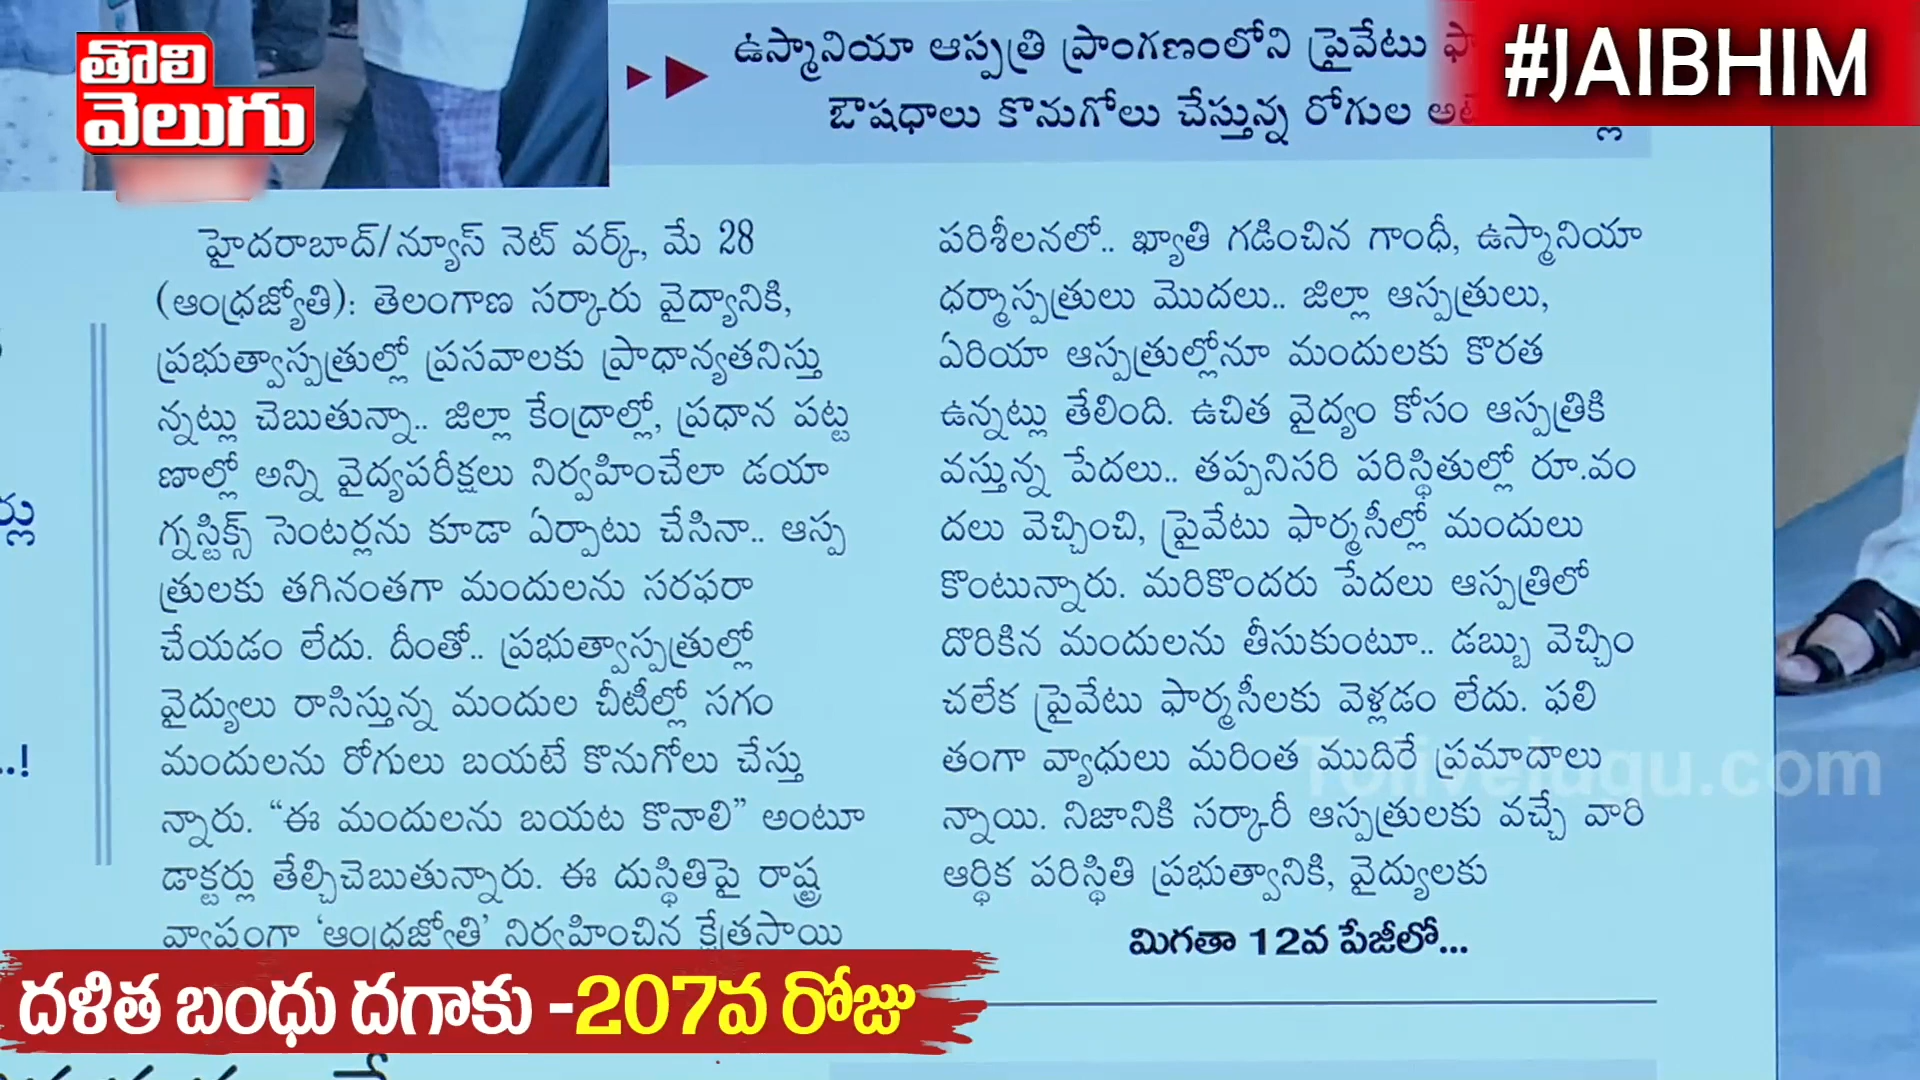 తొలి
వెలుగు
#JAIBHIM
ఉస్మానియా ఆస్పత్రి ప్రాంగణంలోని ప్రైవేటు
ఔషధాలు కొనుగోలు చేస్తున్న రోగుల
హైదరాబాద్/న్యూస్ నెట్ వర్క్, మే 28
(ఆంధ్రజ్యోతి): తెలంగాణ సర్కారు వైద్యానికి,
ప్రభుత్వాస్పత్రుల్లో ప్రసవాలకు ప్రాధాన్యతనిస్తు
న్నట్లు చెబుతున్నా.. జిల్లా కేంద్రాల్లో, ప్రధాన పట్ట
ణాల్లో అన్ని వైద్యపరీక్షలు నిర్వహించేలా డయా
గ్నస్టిక్స్ సెంటర్లను కూడా ఏర్పాటు చేసినా.. ఆస్ప
త్రులకు తగినంతగా మందులను సరఫరా
చేయడం లేదు. దీంతో.. ప్రభుత్వాస్పత్రుల్లో
వైద్యులు రాసిస్తున్న మందుల చీటీల్లో సగం
మందులను రోగులు బయటే కొనుగోలు చేస్తు
న్నారు. “ఈ మందులను బయట కొనాలి” అంటూ
డాక్టర్లు తేల్చిచెబుతున్నారు. ఈ దుస్థితిపై రాష్ట్ర
వ్యాప్తంగా ‘ఆంధ్రజ్యోతి’ నిర్వహించిన క్షేత్రస్థాయి
పరిశీలనలో.. ఖ్యాతి గడించిన గాంధీ, ఉస్మానియా
ధర్మాస్పత్రులు మొదలు.. జిల్లా ఆస్పత్రులు,
ఏరియా ఆస్పత్రుల్లోనూ మందులకు కొరత
ఉన్నట్లు తేలింది. ఉచిత వైద్యం కోసం ఆస్పత్రికి
వస్తున్న పేదలు.. తప్పనిసరి పరిస్థితుల్లో రూ.వం
దలు వెచ్చించి, ప్రైవేటు ఫార్మసీల్లో మందులు
కొంటున్నారు. మరికొందరు పేదలు ఆస్పత్రిలో
దొరికిన మందులను తీసుకుంటూ.. డబ్బు వెచ్చిం
చలేక ప్రైవేటు ఫార్మసీలకు వెళ్లడం లేదు. ఫలి
తంగా వ్యాధులు మరింత ముదిరే ప్రమాదాలు
న్నాయి. నిజానికి సర్కారీ ఆస్పత్రులకు వచ్చే వారి
ఆర్థిక పరిస్థితి ప్రభుత్వానికి, వైద్యులకు
మిగతా 12వ పేజీలో...
Tolivelugu.com
దళిత బంధు దగాకు -207వ రోజు